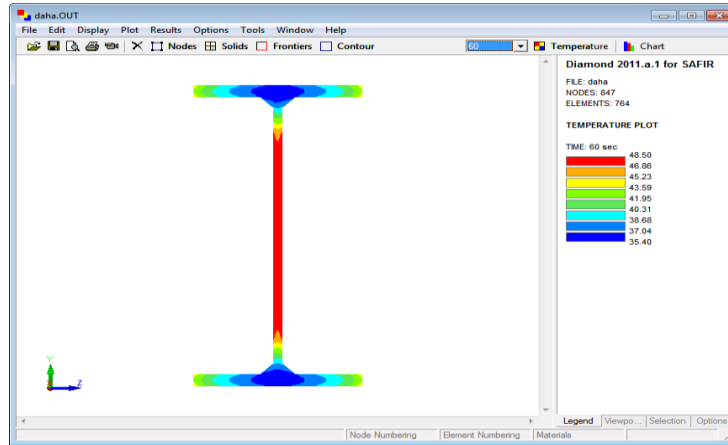 daha.OUT
File Edit Display Plot Results Options Tools Window Help
Nodes Solids Frontiers Contour 60 Temperature Chart
Diamond 2011.a.1 for SAFIR
FILE: daha
NODES: 847
ELEMENTS: 764
TEMPERATURE PLOT
TIME: 60 sec
48.50
46.86
45.23
43.59
41.95
40.31
38.68
37.04
35.40
Y
Z
Legend Viewpo... Selection Options
Node Numbering Element Numbering Materials